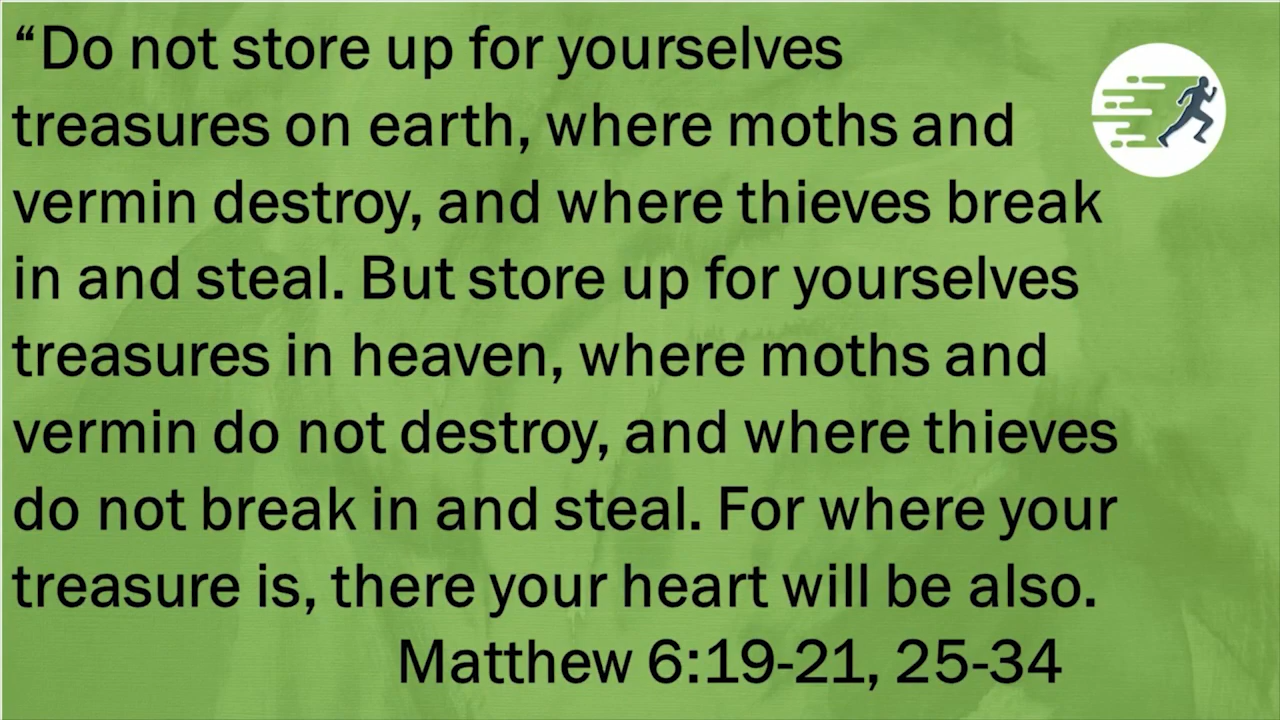 “Do not store up for yourselves
treasures on earth, where moths and
vermin destroy, and where thieves break
in and steal. But store up for yourselves
treasures in heaven, where moths and
vermin do not destroy, and where thieves
do not break in and steal. For where your
treasure is, there your heart will be also.
Matthew 6:19-21, 25-34